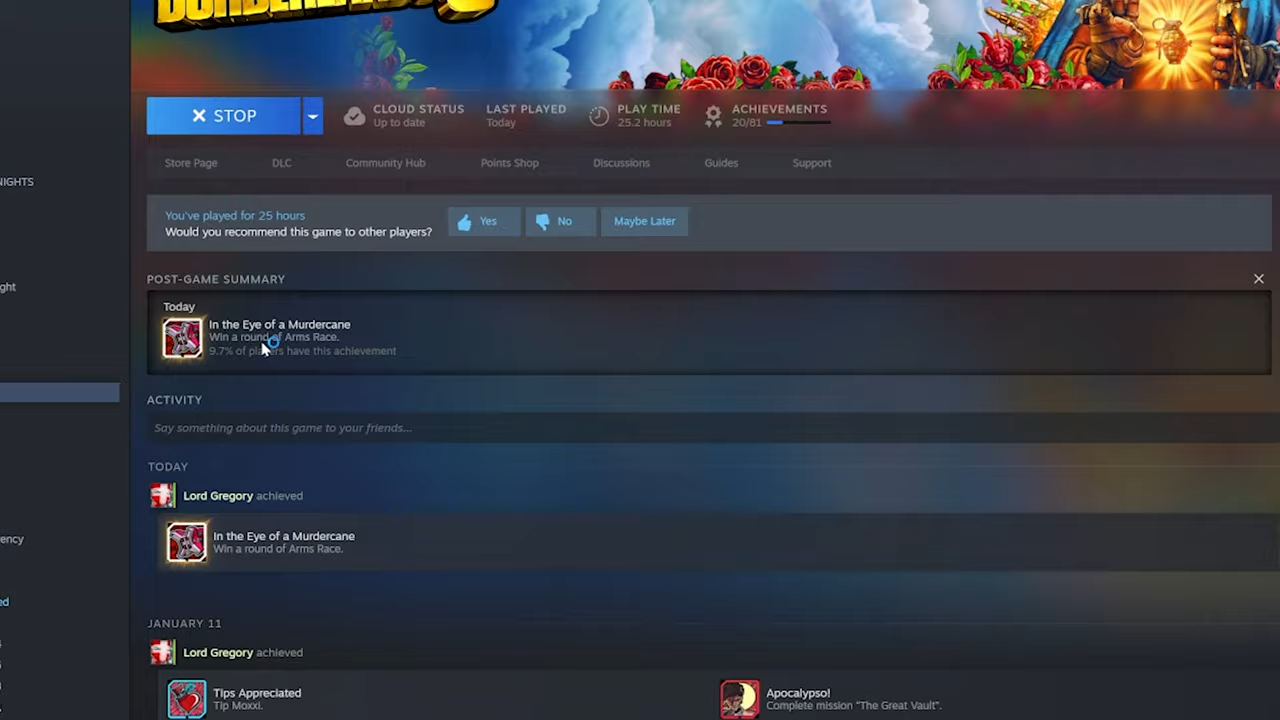 BORDERLANDS 3
STOP
CLOUD STATUS
Up to date
LAST PLAYED
Today
PLAY TIME
25.2 hours
ACHIEVEMENTS
20/81
NIGHTS
Store Page
DLC
Community Hub
Points Shop
Discussions
Guides
Support
You've played for 25 hours
Would you recommend this game to other players?
Yes
No
Maybe Later
ght
POST-GAME SUMMARY
Today
In the Eye of a Murdercane
Win a round of Arms Race.
9.7% of players have this achievement
ACTIVITY
Say something about this game to your friends...
TODAY
Lord Gregory achieved
In the Eye of a Murdercane
Win a round of Arms Race.
ency
ed
JANUARY 11
Lord Gregory achieved
Tips Appreciated
Tip Moxxi.
Apocalypso!
Complete mission "The Great Vault".